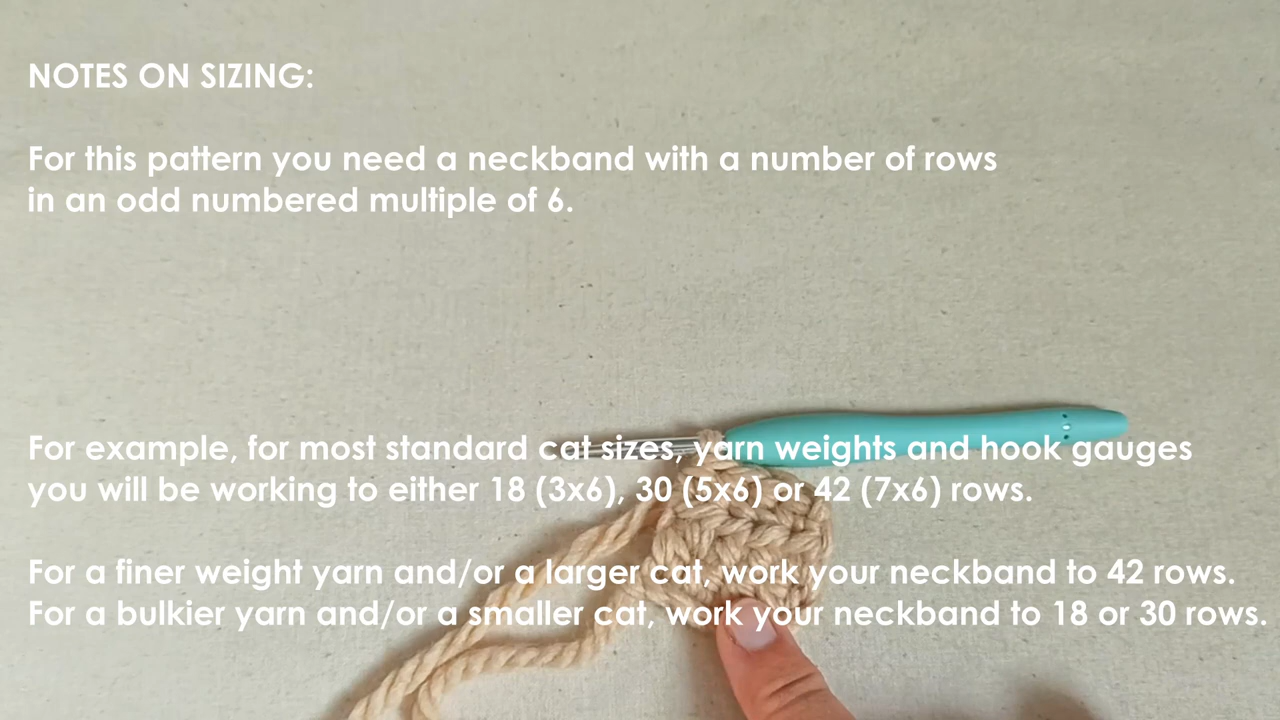 NOTES ON SIZING:
For this pattern you need a neckband with a number of rows
in an odd numbered multiple of 6.
For example, for most standard cat sizes, yarn weights and hook gauges
you will be working to either 18 (3x6), 30 (5x6) or 42 (7x6) rows.
For a finer weight yarn and/or a larger cat, work your neckband to 42 rows.
For a bulkier yarn and/or a smaller cat, work your neckband to 18 or 30 rows.